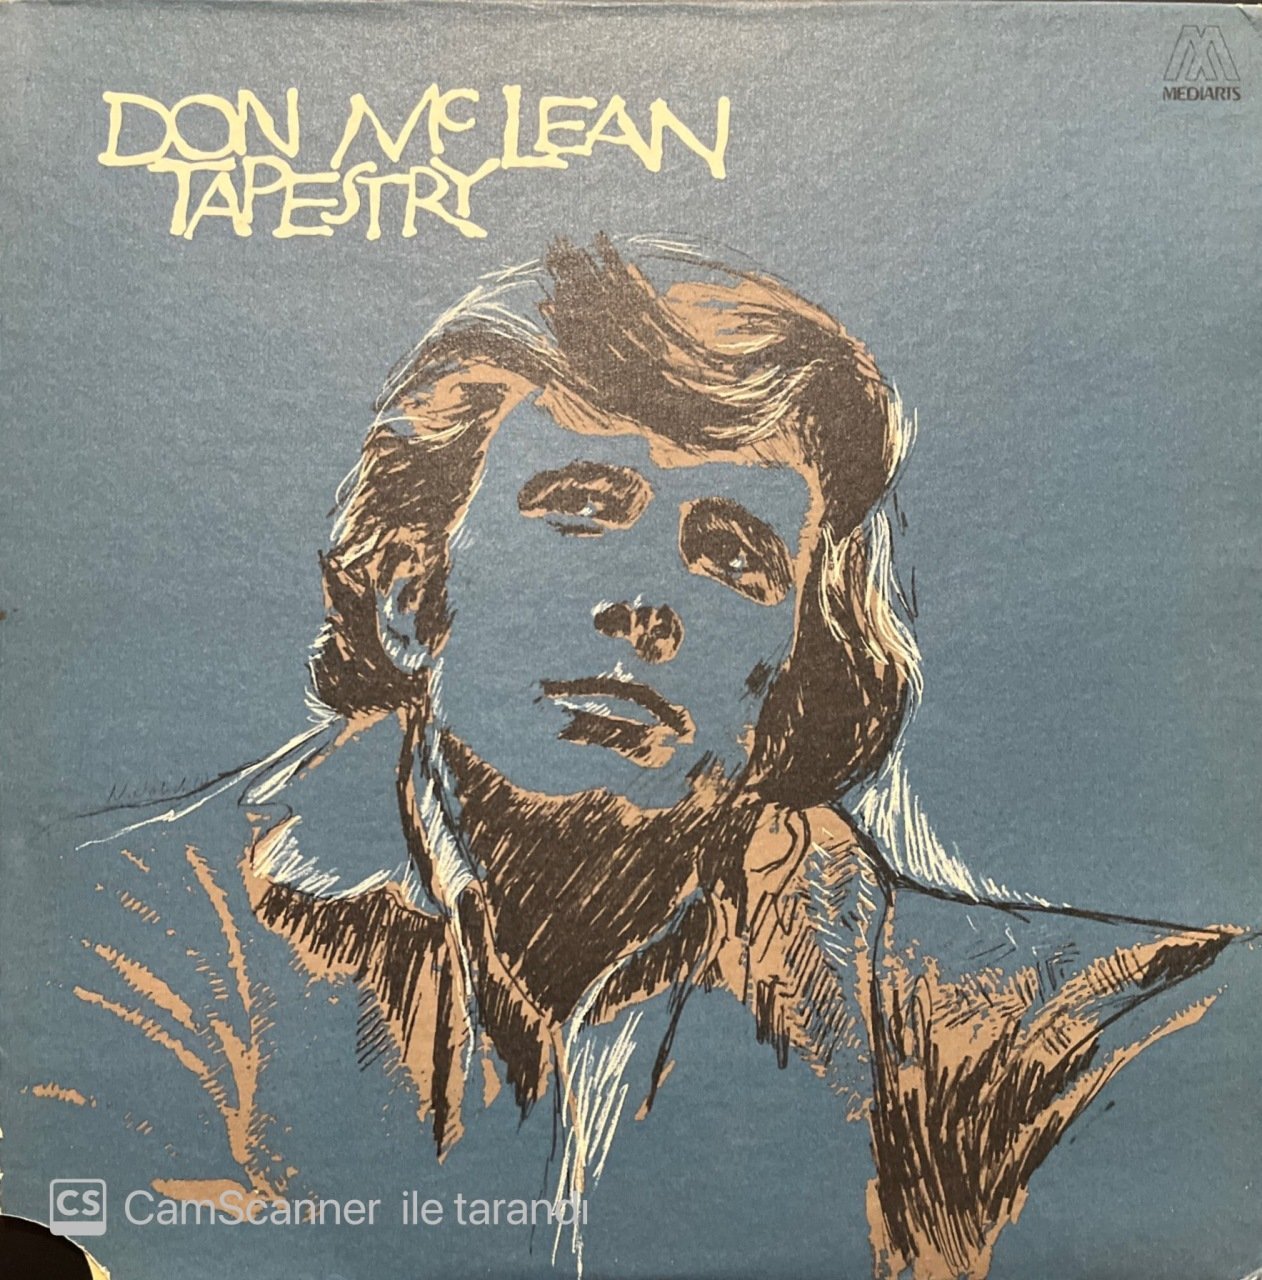 DON McLEAN
TAPESTRY
MEDIARTS
CS CamScanner ile tarandı